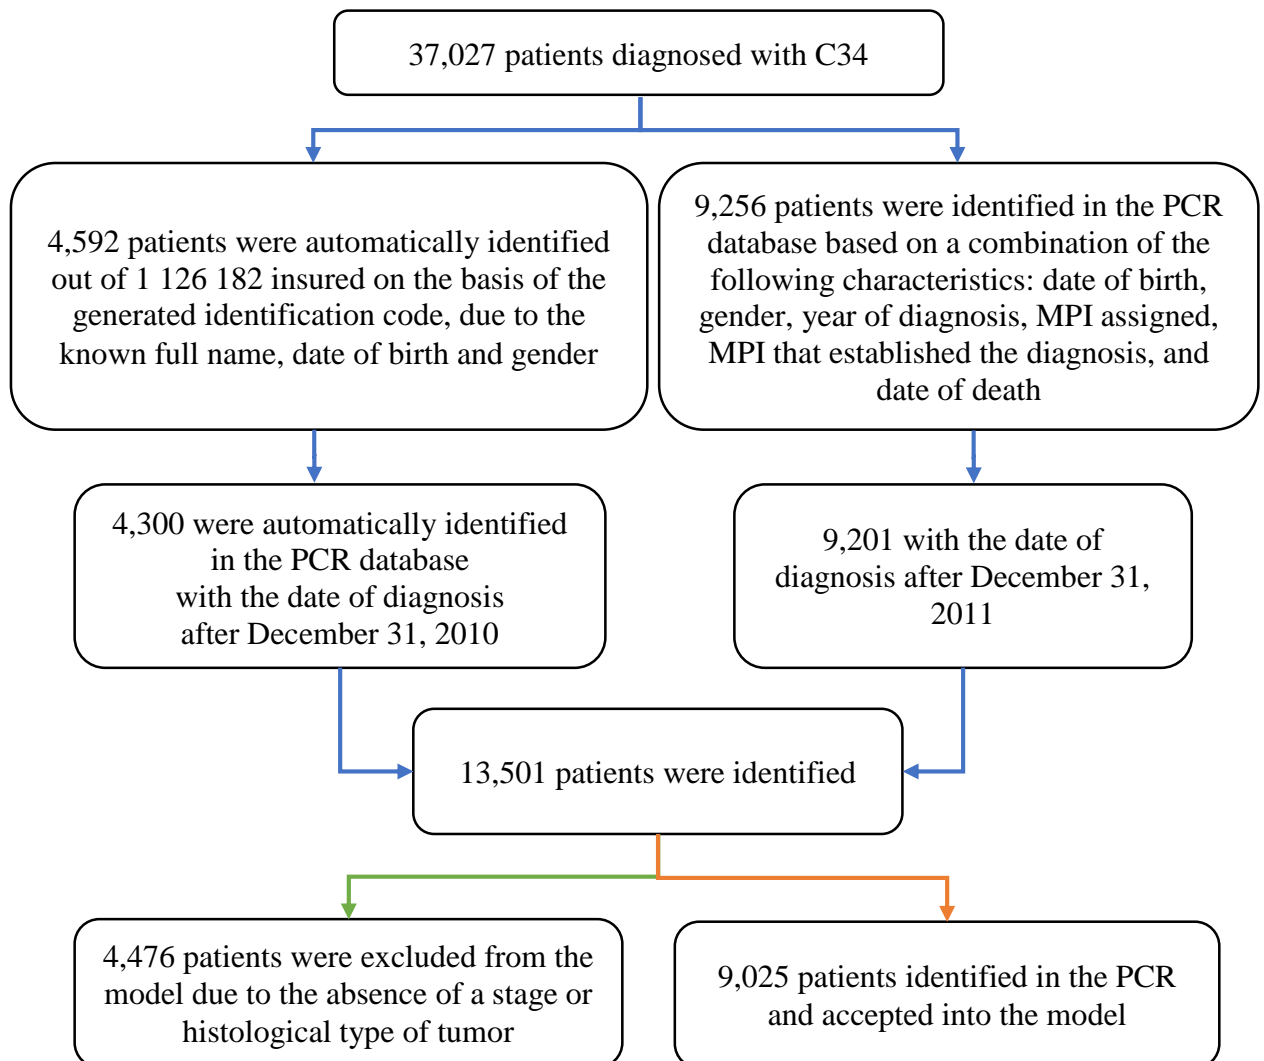 37,027 patients diagnosed with C34
4,592 patients were automatically identified
out of 1 126 182 insured on the basis of the
generated identification code, due to the
known full name, date of birth and gender
9,256 patients were identified in the PCR
database based on a combination of the
following characteristics: date of birth,
gender, year of diagnosis, MPI assigned,
MPI that established the diagnosis, and
date of death
4,300 were automatically identified
in the PCR database
with the date of diagnosis
after December 31, 2010
9,201 with the date of
diagnosis after December 31,
2011
13,501 patients were identified
4,476 patients were excluded from the
model due to the absence of a stage or
histological type of tumor
9,025 patients identified in the PCR
and accepted into the model